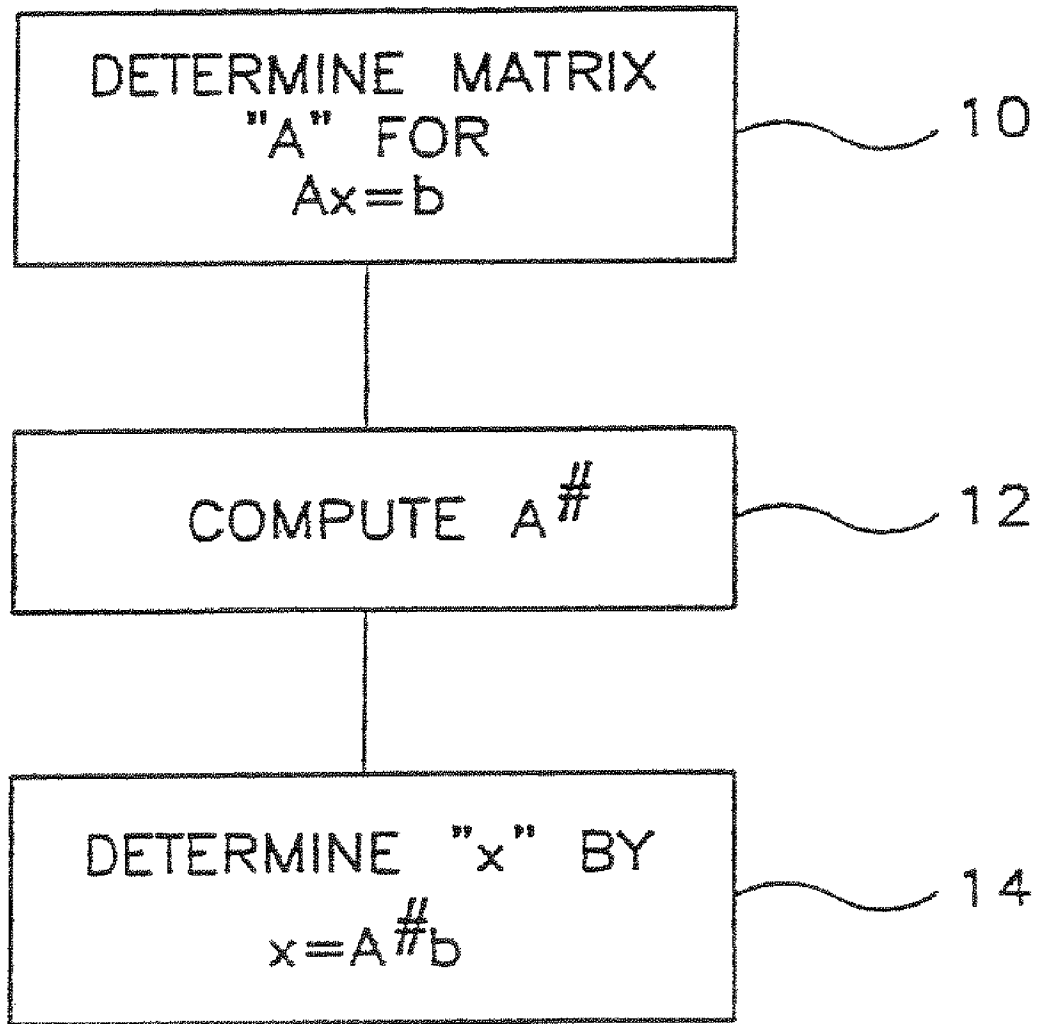 DETERMINE MATRIX
"A" FOR
Ax=b
10
COMPUTE A#
12
DETERMINE "x" BY
x=A#b
14